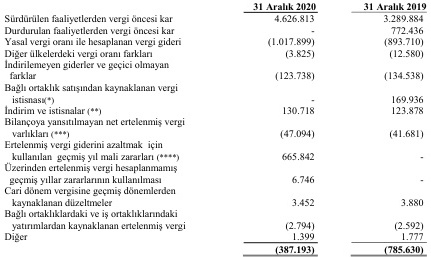 31 Aralık 2020 31 Aralık 2019
Sürdürülen faaliyetlerden vergi öncesi kar 4.626.813 3.289.884
Durdurulan faaliyetlerden vergi öncesi kar - 772.436
Yasal vergi oranı ile hesaplanan vergi gideri (1.017.899) (893.710)
Diğer ülkelerdeki vergi oranı farkları (3.825) (12.580)
İndirilemeyen giderler ve geçici olmayan
farklar (123.738) (134.538)
Bağlı ortaklık satışından kaynaklanan vergi
istisnası(*) - 169.936
İndirim ve istisnalar (**) 130.718 123.878
Bilançoya yansıtılmayan net ertelenmiş vergi
varlıkları (***) (47.094) (41.681)
Ertelenmiş vergi giderini azaltmak için
kullanılan geçmiş yıl mali zararları (****) 665.842 -
Üzerinden ertelenmiş vergi hesaplanmamış
geçmiş yıllar zararlarının kullanılması 6.746 -
Cari dönem vergisine geçmiş dönemlerden
kaynaklanan düzeltmeler 3.452 3.880
Bağlı ortaklıklardaki ve iş ortaklıklarındaki
yatırımlardan kaynaklanan ertelenmiş vergi (2.794) (2.592)
Diğer 1.399 1.777
(387.193) (785.630)